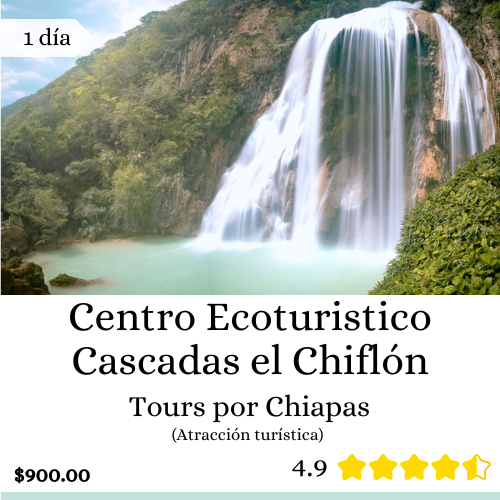 1 día
Centro Ecoturistico
Cascadas el Chiflón
Tours por Chiapas
(Atracción turística)
4.9
$900.00